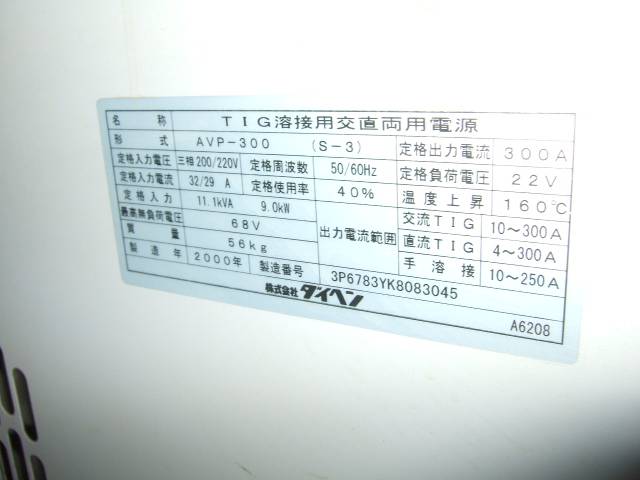 名称 TIG溶接用交直両用電源
形式 AVP-300 (S-3) 定格出力電流 300A
定格入力電圧 三相200/220V 定格周波数 50/60Hz 定格負荷電圧 22V
定格入力電流 32/29 A 定格使用率 40% 温度上昇 160℃
定格入力 11.1kVA 9.0kW 出力電流範囲 交流TIG 10〜300A
最高無負荷電圧 68V 直流TIG 4〜300A
質量 56kg 手溶接 10〜250A
製造年 2000年 製造番号 3P6783YK8083045
株式会社ダイヘン
A6208